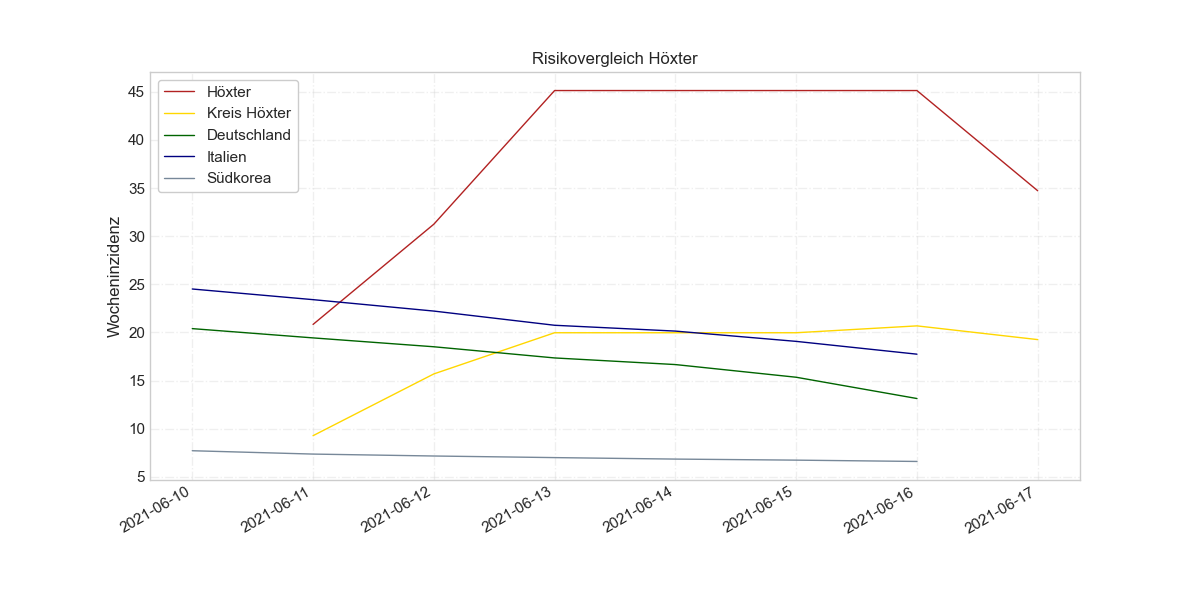 Risikovergleich Höxter
Höxter
Kreis Höxter
Deutschland
Italien
Südkorea
Wocheninzidenz
45
40
35
30
25
20
15
10
5
2021-06-10
2021-06-11
2021-06-12
2021-06-13
2021-06-14
2021-06-15
2021-06-16
2021-06-17